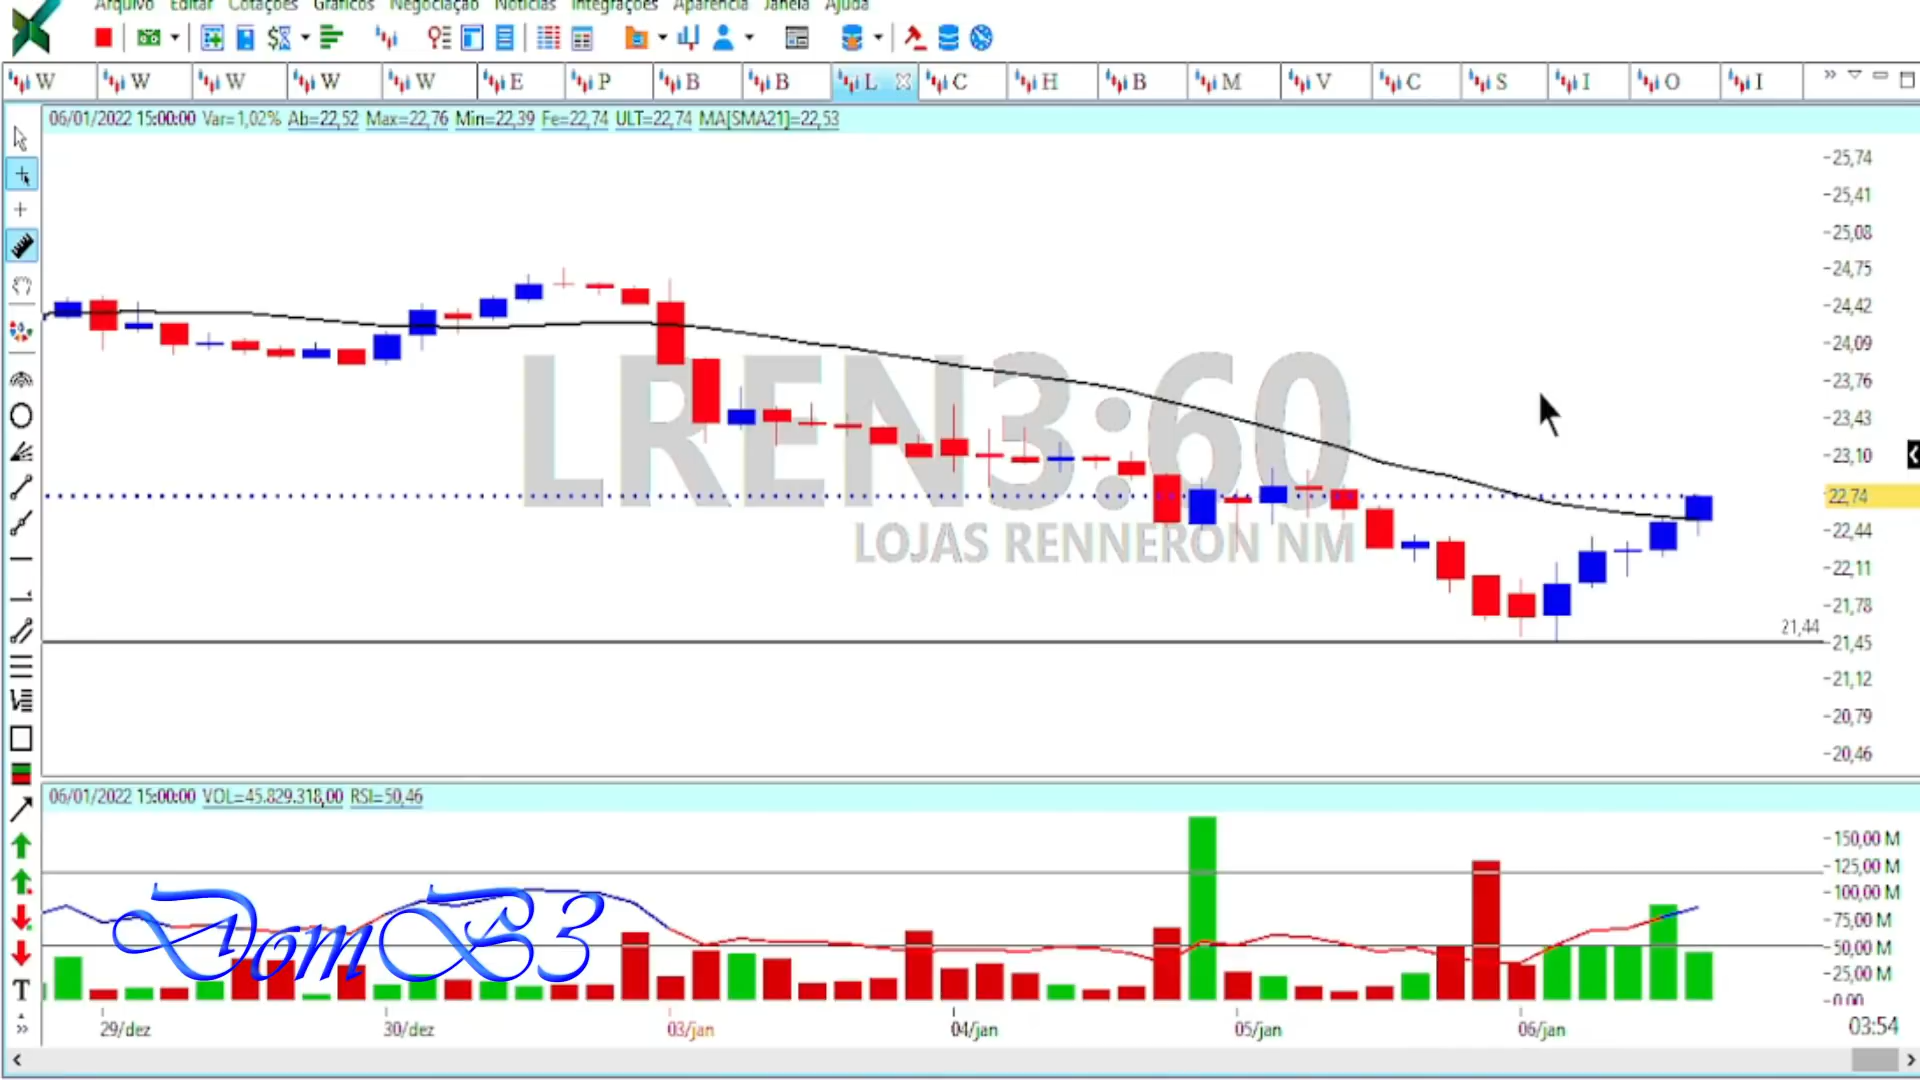 Arquivo Editar Cotações Gráficos Negociação Notícias Integrações Aparência Janela Ajuda
W W W W W E P B B L C H B M V C S I O I
06/01/2022 15:00:00 Var=1,02% Ab=22,52 Max=22,76 Min=22,39 Fe=22,74 ULT=22,74 MA[SMA21]=22,53
25,74
25,41
25,08
24,75
24,42
24,09
23,76
23,43
23,10
22,74
22,44
22,11
21,78
21,44
21,45
21,12
20,79
20,46
LREN3:60
LOJAS RENNERON NM
06/01/2022 15:00:00 VOL=45.829.318,00 RSI=50,46
150,00 M
125,00 M
100,00 M
75,00 M
50,00 M
25,00 M
0,00
DomB3
29/dez 30/dez 03/jan 04/jan 05/jan 06/jan 03:54